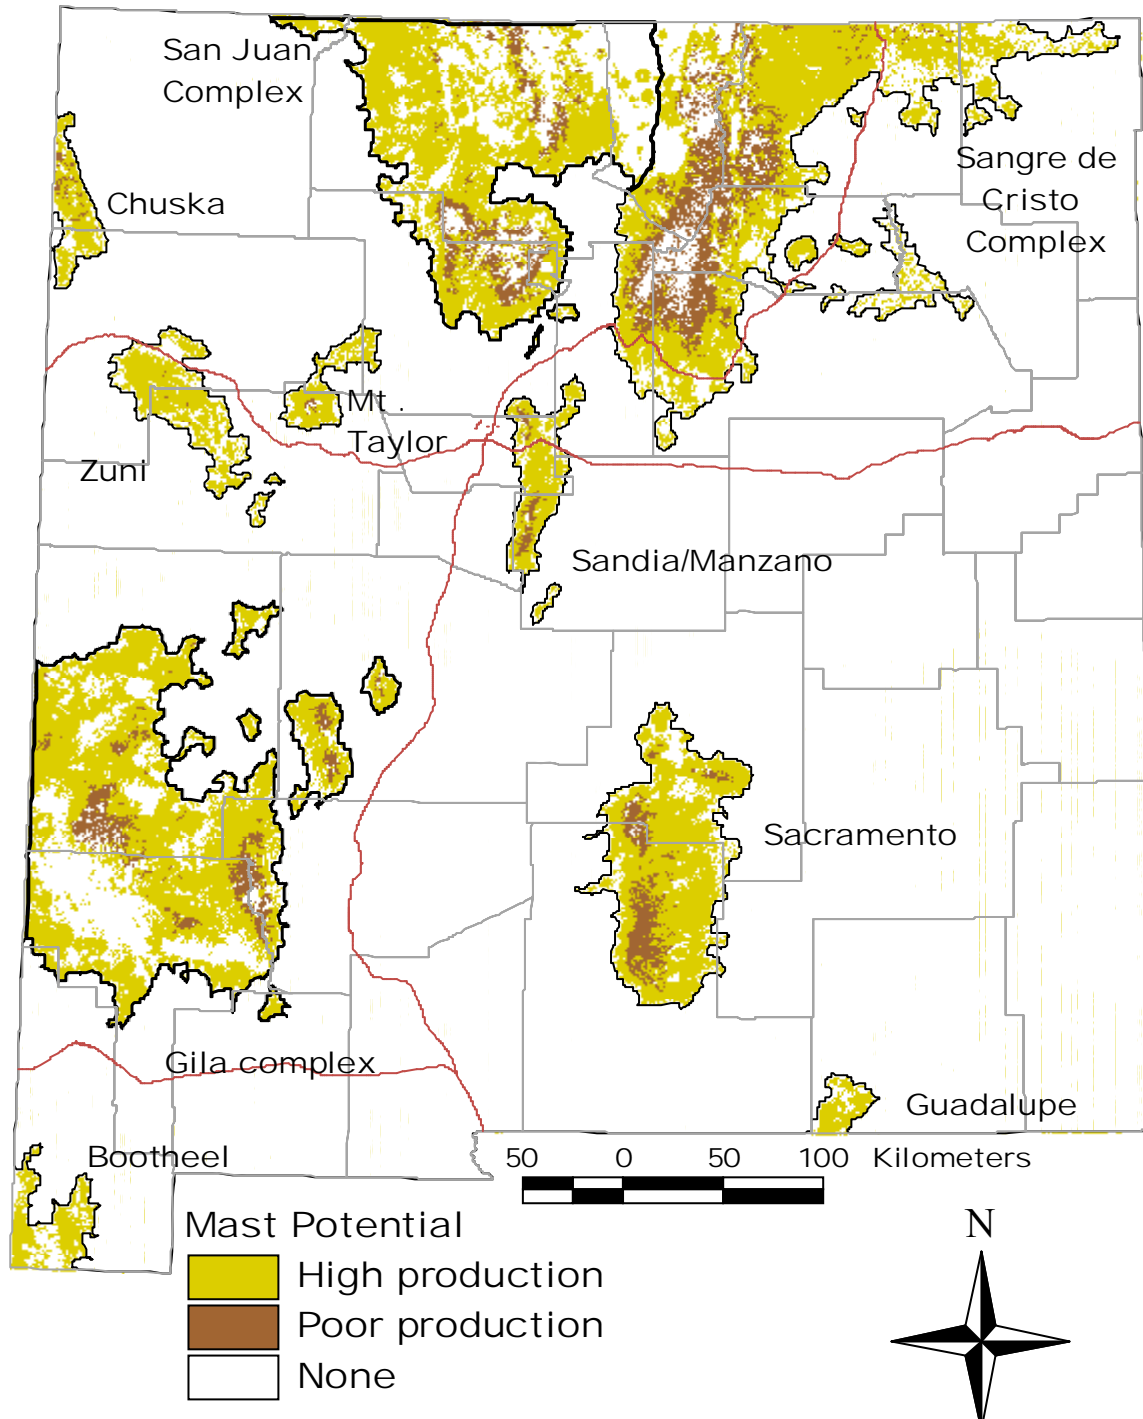 San Juan
Complex
Sangre de
Cristo
Complex
Chuska
Mt.
Taylor
Zuni
Sandia/Manzano
Sacramento
Gila complex
Guadalupe
Bootheel
50 0 50 100 Kilometers
Mast Potential
High production
Poor production
None
N